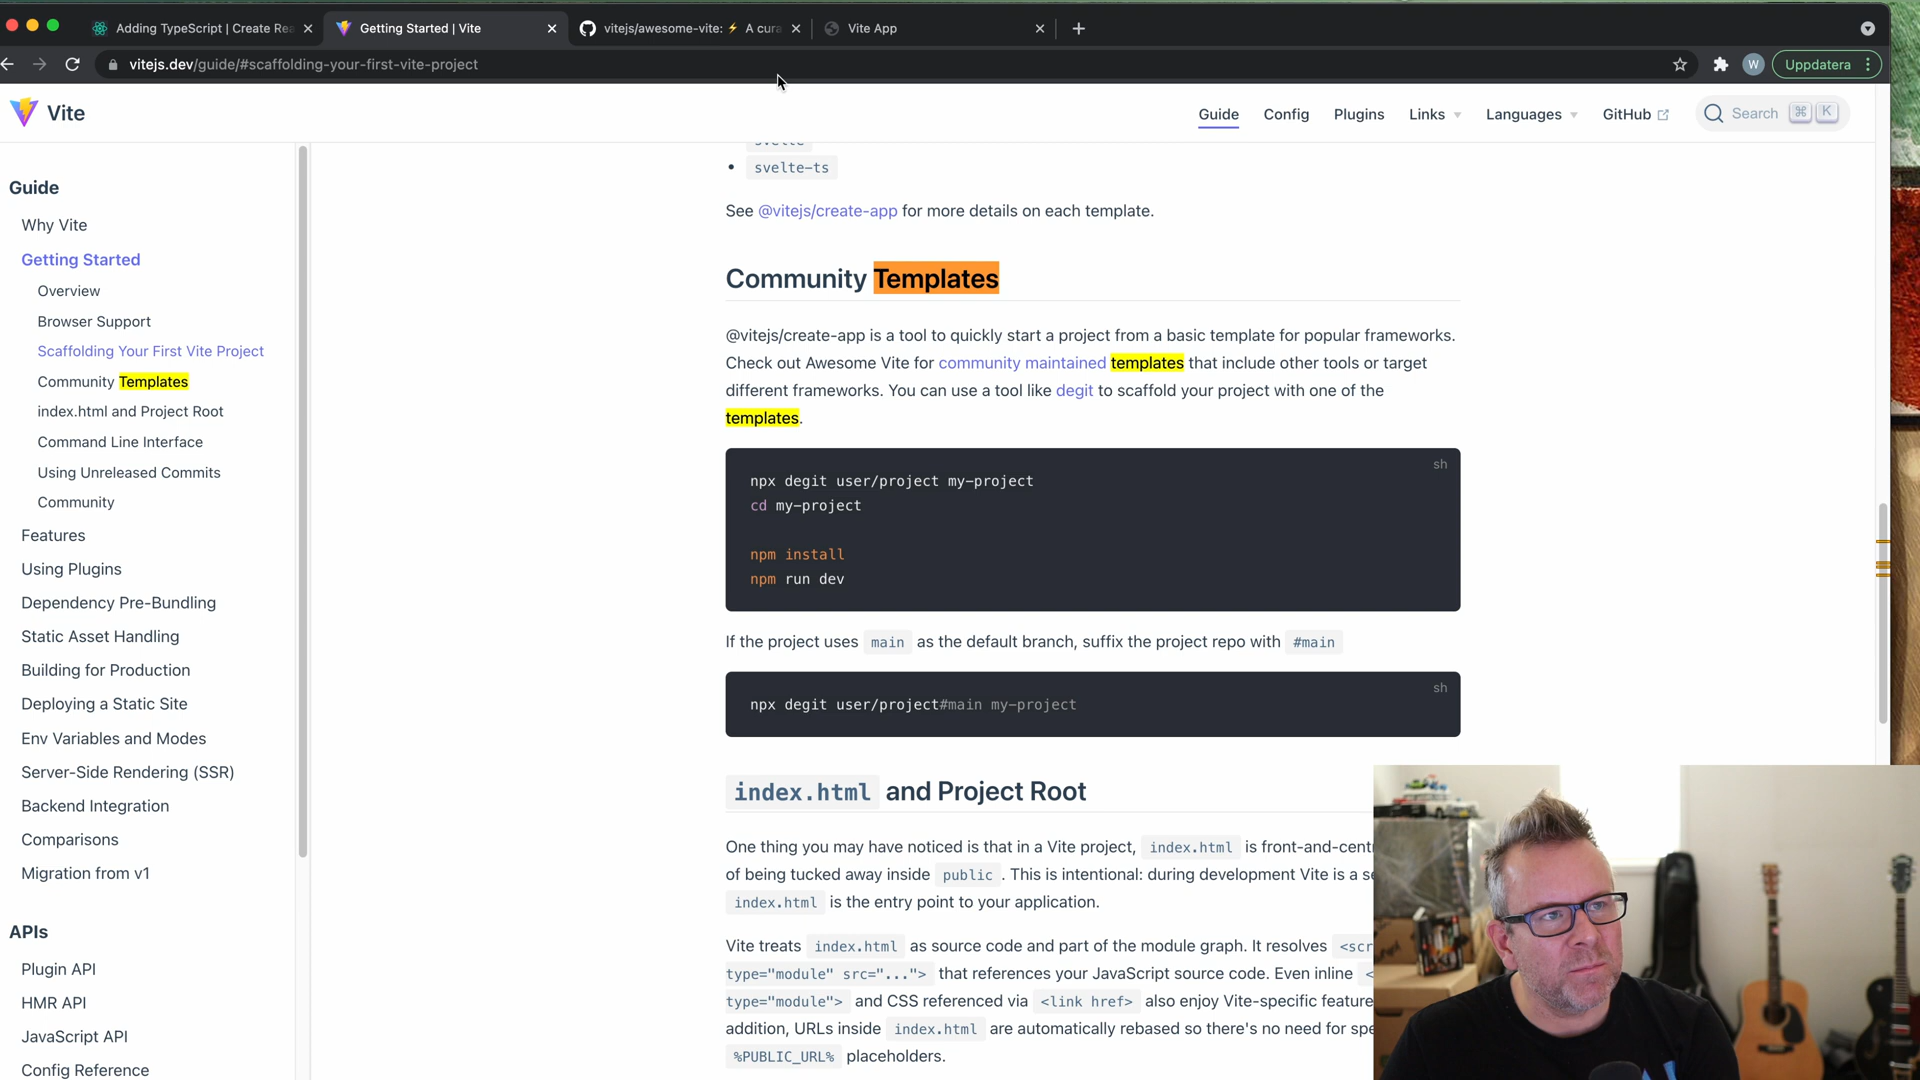 Adding TypeScript | Create Rea
Getting Started | Vite
vitejs/awesome-vite: ⚡ A cura
Vite App
vitejs.dev/guide/#scaffolding-your-first-vite-project
W
Uppdatera
Vite
Guide
Config
Plugins
Links
Languages
GitHub
Search
⌘
K
Guide
Why Vite
Getting Started
Overview
Browser Support
Scaffolding Your First Vite Project
Community Templates
index.html and Project Root
Command Line Interface
Using Unreleased Commits
Community
Features
Using Plugins
Dependency Pre-Bundling
Static Asset Handling
Building for Production
Deploying a Static Site
Env Variables and Modes
Server-Side Rendering (SSR)
Backend Integration
Comparisons
Migration from v1
APIs
Plugin API
HMR API
JavaScript API
Config Reference
svelte
• svelte-ts
See @vitejs/create-app for more details on each template.
Community Templates
@vitejs/create-app is a tool to quickly start a project from a basic template for popular frameworks.
Check out Awesome Vite for community maintained templates that include other tools or target
different frameworks. You can use a tool like degit to scaffold your project with one of the
templates.
sh
npx degit user/project my-project
cd my-project
npm install
npm run dev
If the project uses main as the default branch, suffix the project repo with #main
sh
npx degit user/project#main my-project
index.html and Project Root
One thing you may have noticed is that in a Vite project, index.html is front-and-centr
of being tucked away inside public . This is intentional: during development Vite is a se
index.html is the entry point to your application.
Vite treats index.html as source code and part of the module graph. It resolves <scr
type="module" src="..."> that references your JavaScript source code. Even inline <
type="module"> and CSS referenced via <link href> also enjoy Vite-specific feature
addition, URLs inside index.html are automatically rebased so there's no need for spe
%PUBLIC_URL% placeholders.